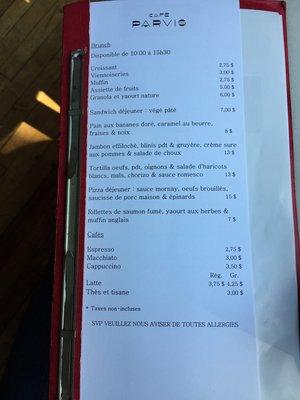 CAFE
PARVIS
Brunch
Disponible de 10:00 à 15h30
Croissant 2,75 $
Viennoiseries 3,00 $
Muffin 2,75 $
Assiette de fruits 5,00 $
Granola et yaourt nature 6,00 $
Sandwich déjeuner : végé pâté 7,00 $
Pain aux bananes doré, caramel au beurre,
fraises & noix 8 $
Jambon effiloché, blinis pdt & gruyère, crème sure
aux pommes & salade de choux 13 $
Tortilla oeufs, pdt, oignons & salade d'haricots
blancs, maïs, chorizo & sauce romesco 13 $
Pizza déjeuner : sauce mornay, oeufs brouillés,
saucisse de porc maison & épinards 15 $
Rillettes de saumon fumé, yaourt aux herbes &
muffin anglais 7 $
Cafés
Espresso 2,75 $
Macchiato 3,00 $
Cappuccino 3,50 $
Rég. Gr.
Latte 3,75 $ 4,25 $
Thés et tisane 3,00 $
* Taxes non-incluses
SVP VEUILLEZ NOUS AVISER DE TOUTES ALLERGIES